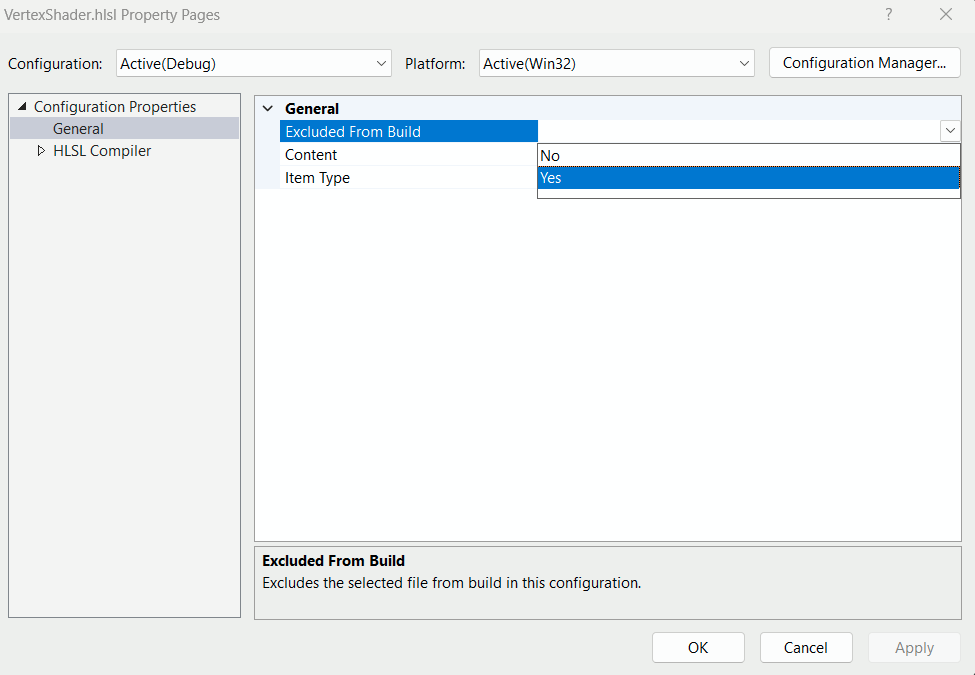 VertexShader.hlsl Property Pages ?
Configuration: Active(Debug) Platform: Active(Win32) Configuration Manager...
Configuration Properties
General
HLSL Compiler
General
Excluded From Build
Content
Item Type
No
Yes
Excluded From Build
Excludes the selected file from build in this configuration.
OK Cancel Apply